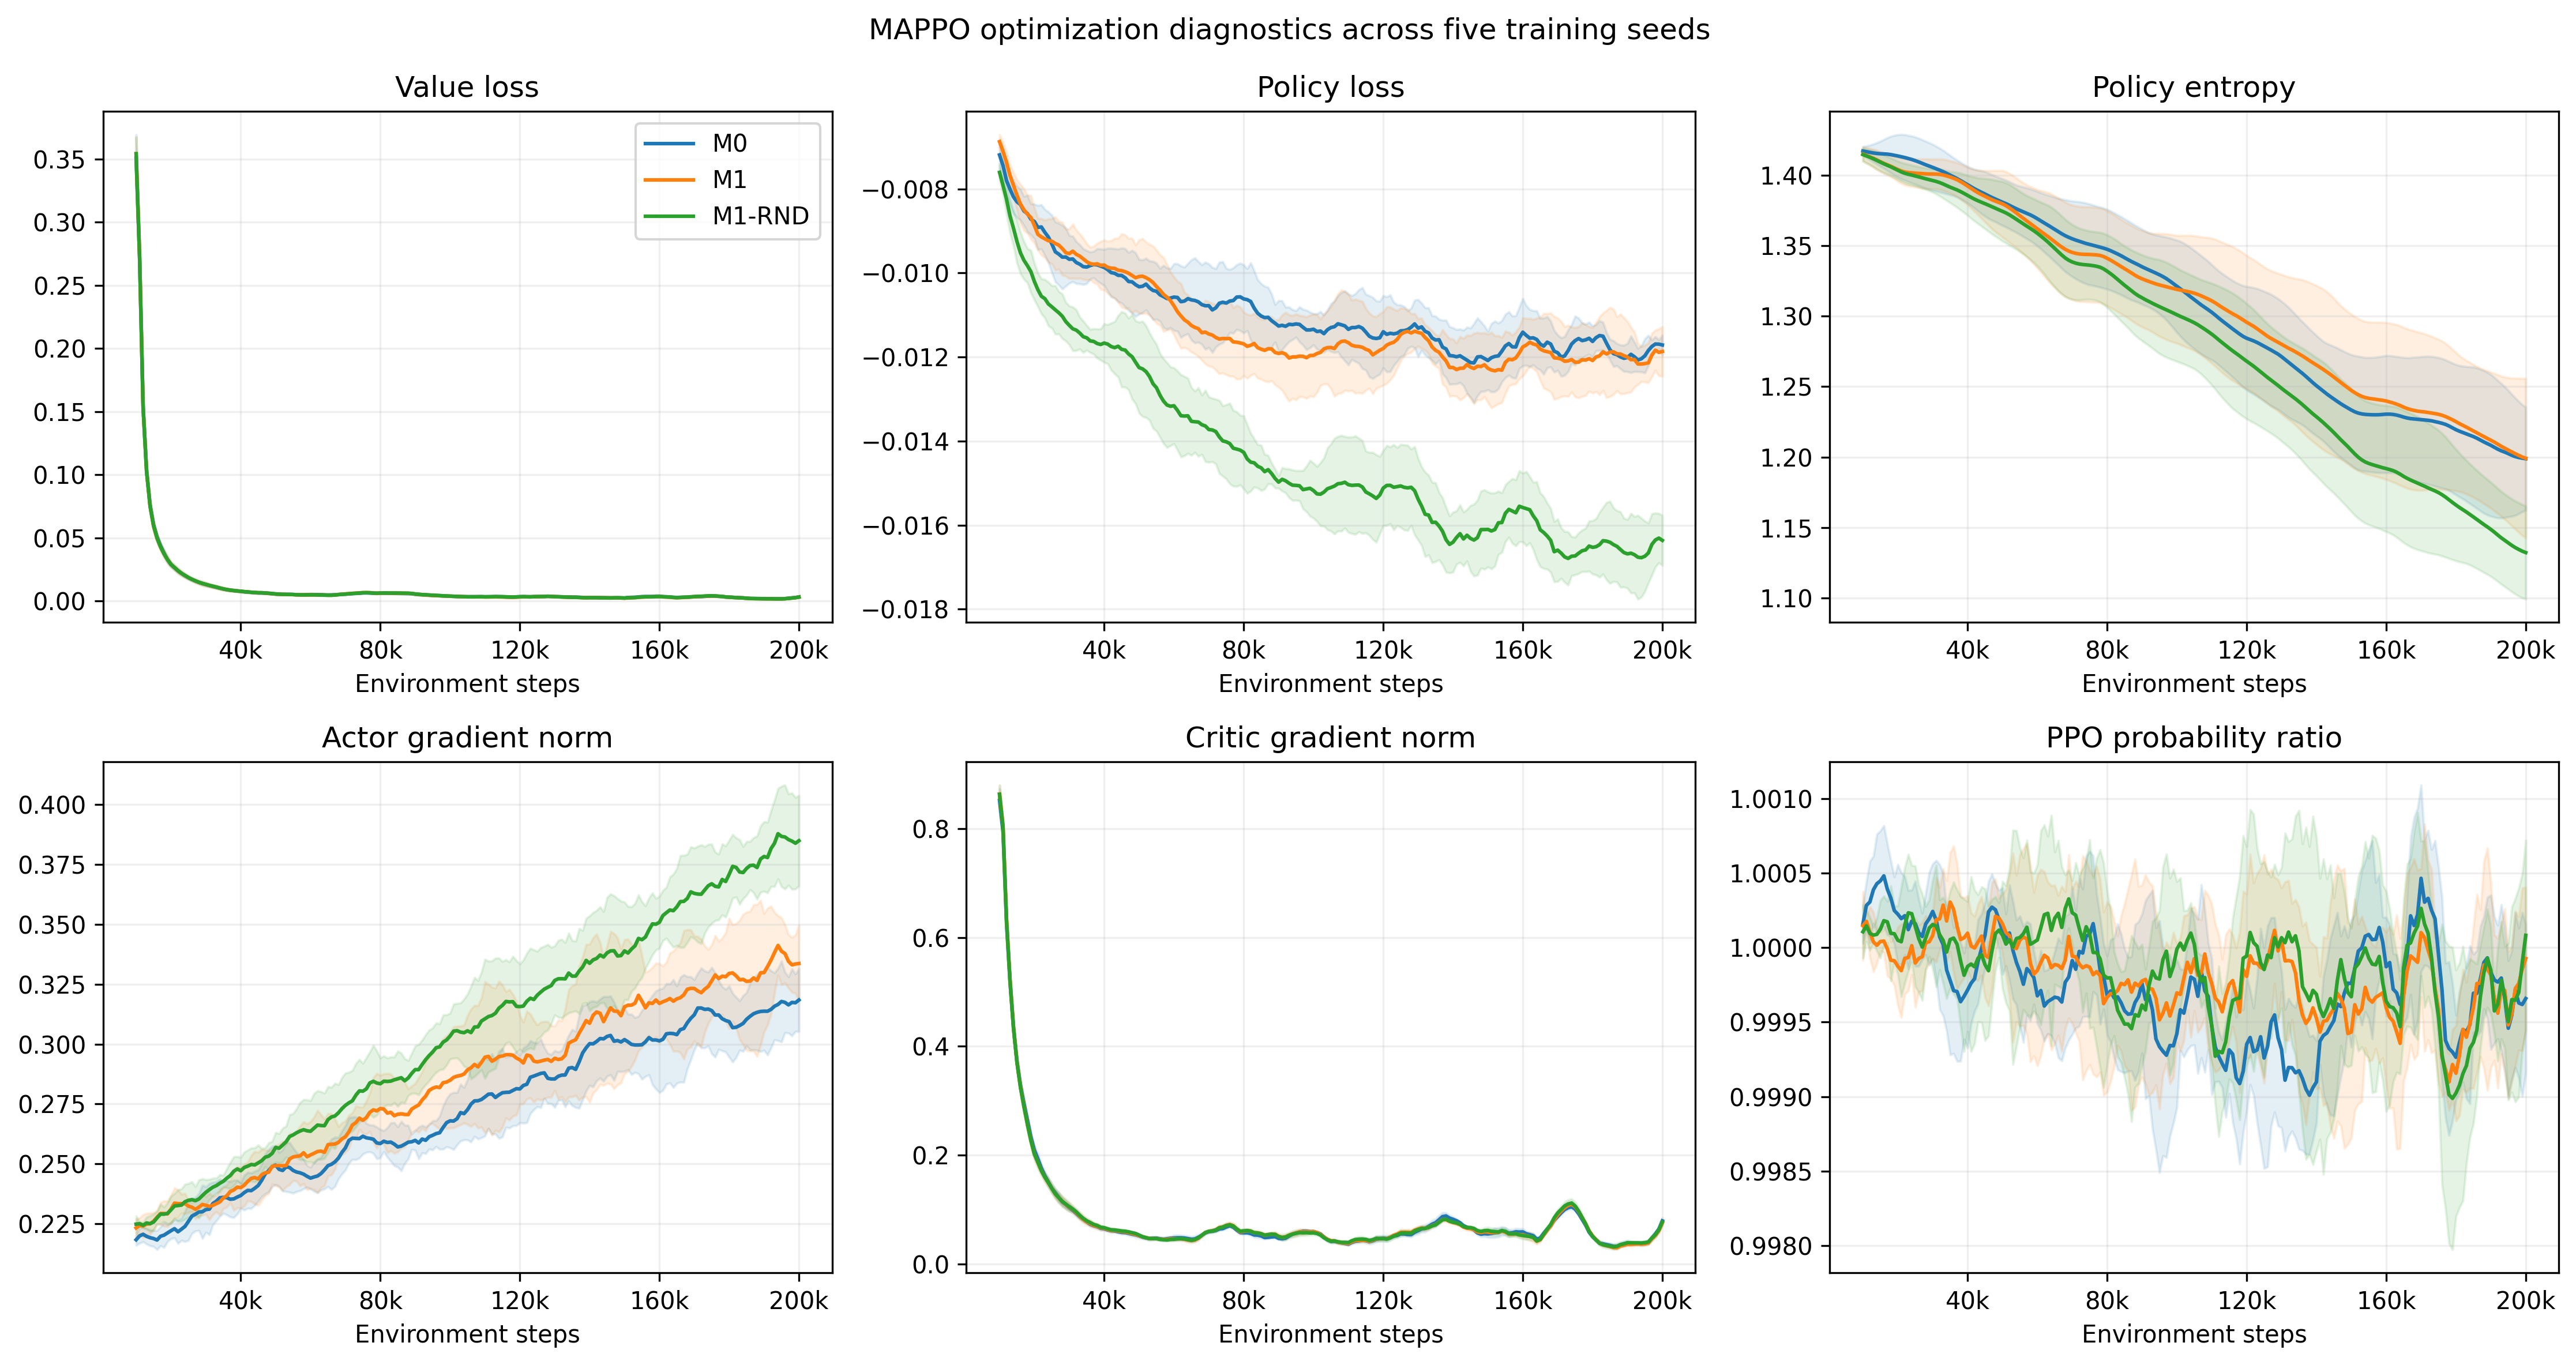 MAPPO optimization diagnostics across five training seeds
Value loss
0.35
0.30
0.25
0.20
0.15
0.10
0.05
0.00
M0
M1
M1-RND
40k 80k 120k 160k 200k
Environment steps
Policy loss
−0.008
−0.010
−0.012
−0.014
−0.016
−0.018
40k 80k 120k 160k 200k
Environment steps
Policy entropy
1.40
1.35
1.30
1.25
1.20
1.15
1.10
40k 80k 120k 160k 200k
Environment steps
Actor gradient norm
0.400
0.375
0.350
0.325
0.300
0.275
0.250
0.225
40k 80k 120k 160k 200k
Environment steps
Critic gradient norm
0.8
0.6
0.4
0.2
0.0
40k 80k 120k 160k 200k
Environment steps
PPO probability ratio
1.0010
1.0005
1.0000
0.9995
0.9990
0.9985
0.9980
40k 80k 120k 160k 200k
Environment steps